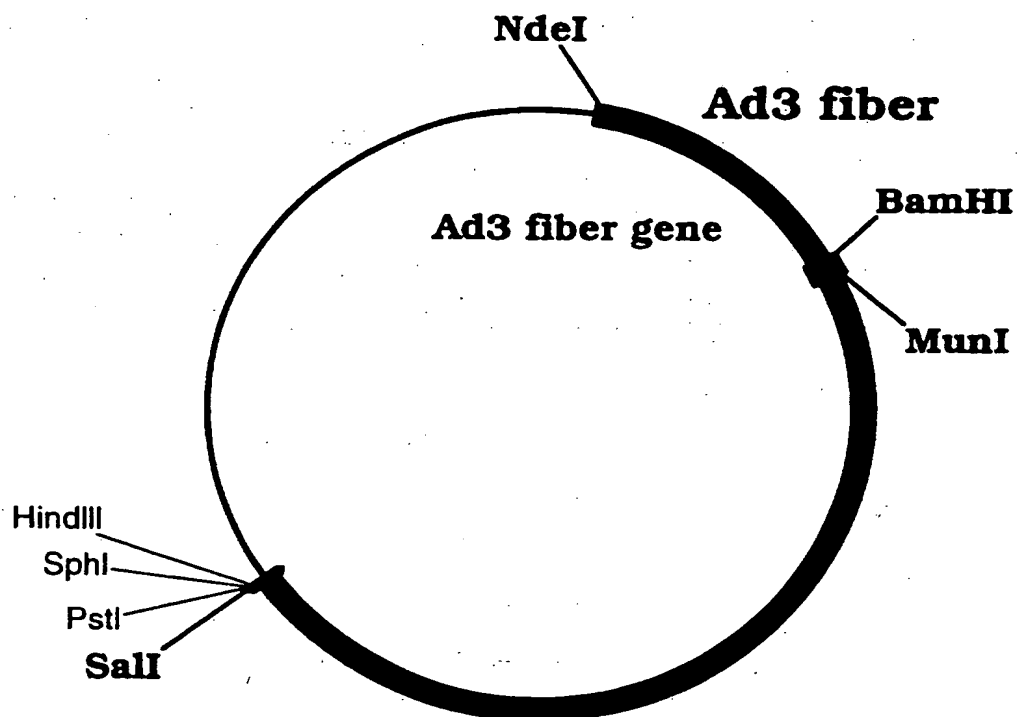 NdeI
Ad3 fiber
BamHI
Ad3 fiber gene
MunI
HindIII
SphI
PstI
SalI